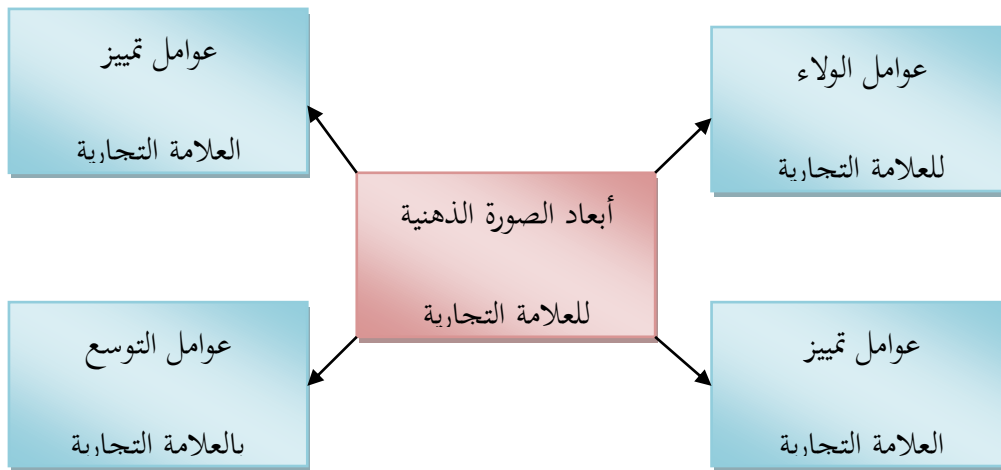 عوامل الولاء
للعلامة التجارية
عوامل تمييز
العلامة التجارية
أبعاد الصورة الذهنية
للعلامة التجارية
عوامل تمييز
العلامة التجارية
عوامل التوسع
بالعلامة التجارية